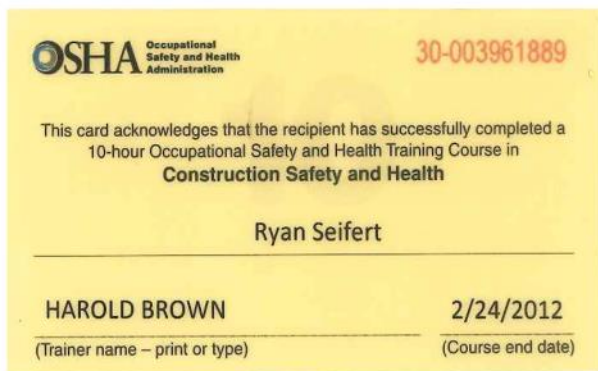 OSHA Occupational
Safety and Health
Administration
30-003961889
This card acknowledges that the recipient has successfully completed a
10-hour Occupational Safety and Health Training Course in
Construction Safety and Health
Ryan Seifert
HAROLD BROWN
2/24/2012
(Trainer name – print or type)
(Course end date)